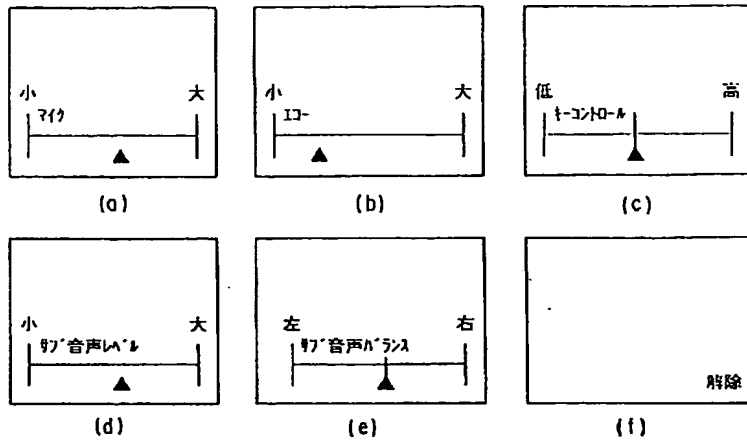 小 大
マイク
(a)
小 大
エコー
(b)
低 高
キーコントロール
(c)
小 大
サブ音声レベル
(d)
左 右
サブ音声バランス
(e)
解除
(f)